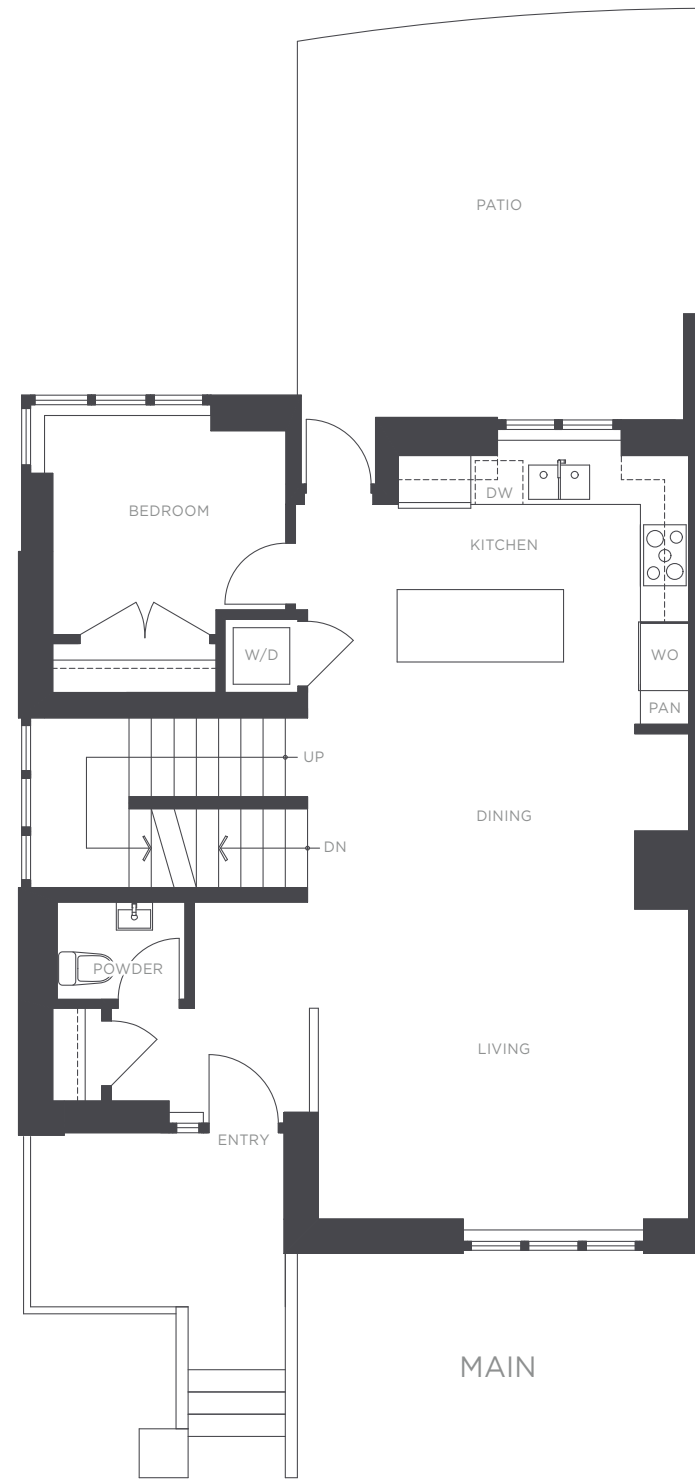 PATIO
BEDROOM
DW
KITCHEN
W/D
WO
PAN
UP
DINING
DN
POWDER
LIVING
ENTRY
MAIN